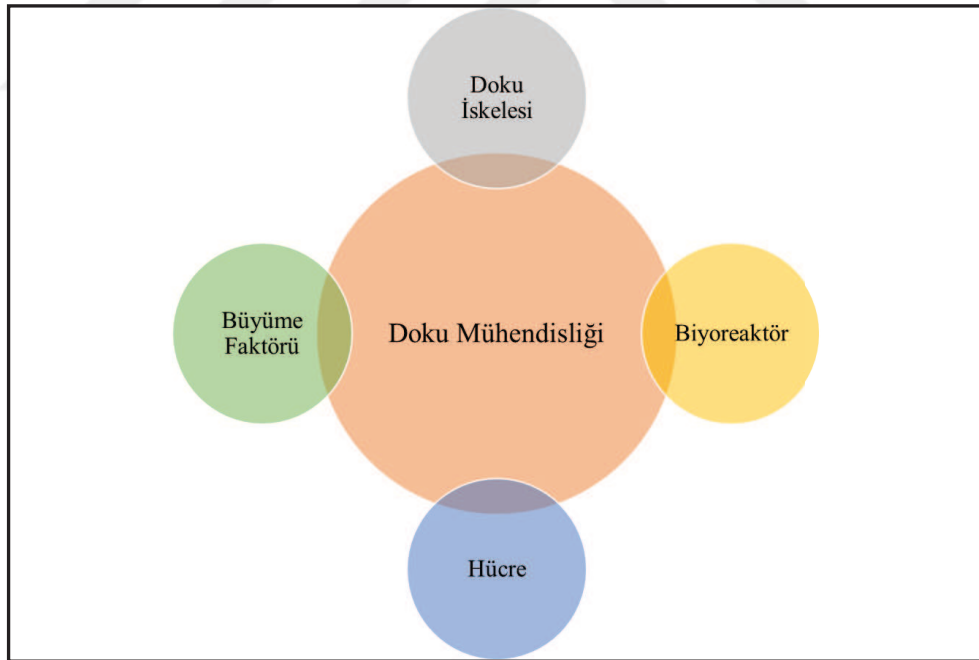 Doku
İskelesi
Büyüme
Faktörü
Doku Mühendisliği
Biyoreaktör
Hücre